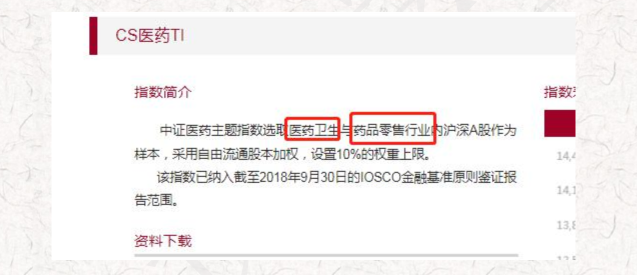 CS医药TI
指数简介
指数
中证医药主题指数选取医药卫生与药品零售行业内沪深A股作为
样本，采用自由流通股本加权，设置10%的权重上限。
14,4
该指数已纳入截至2018年9月30日的IOSCO金融基准原则鉴证报
14,1
告范围。
13,8
资料下载